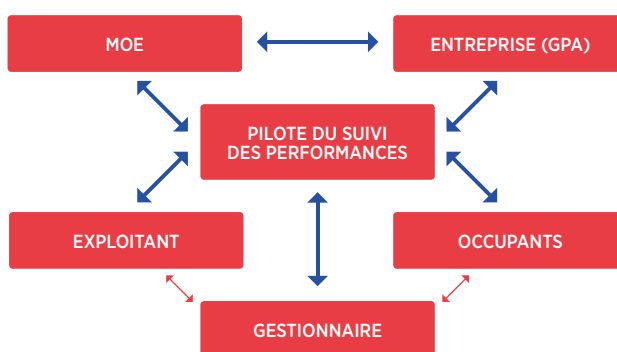 MOE
ENTREPRISE (GPA)
PILOTE DU SUIVI
DES PERFORMANCES
EXPLOITANT
OCCUPANTS
GESTIONNAIRE